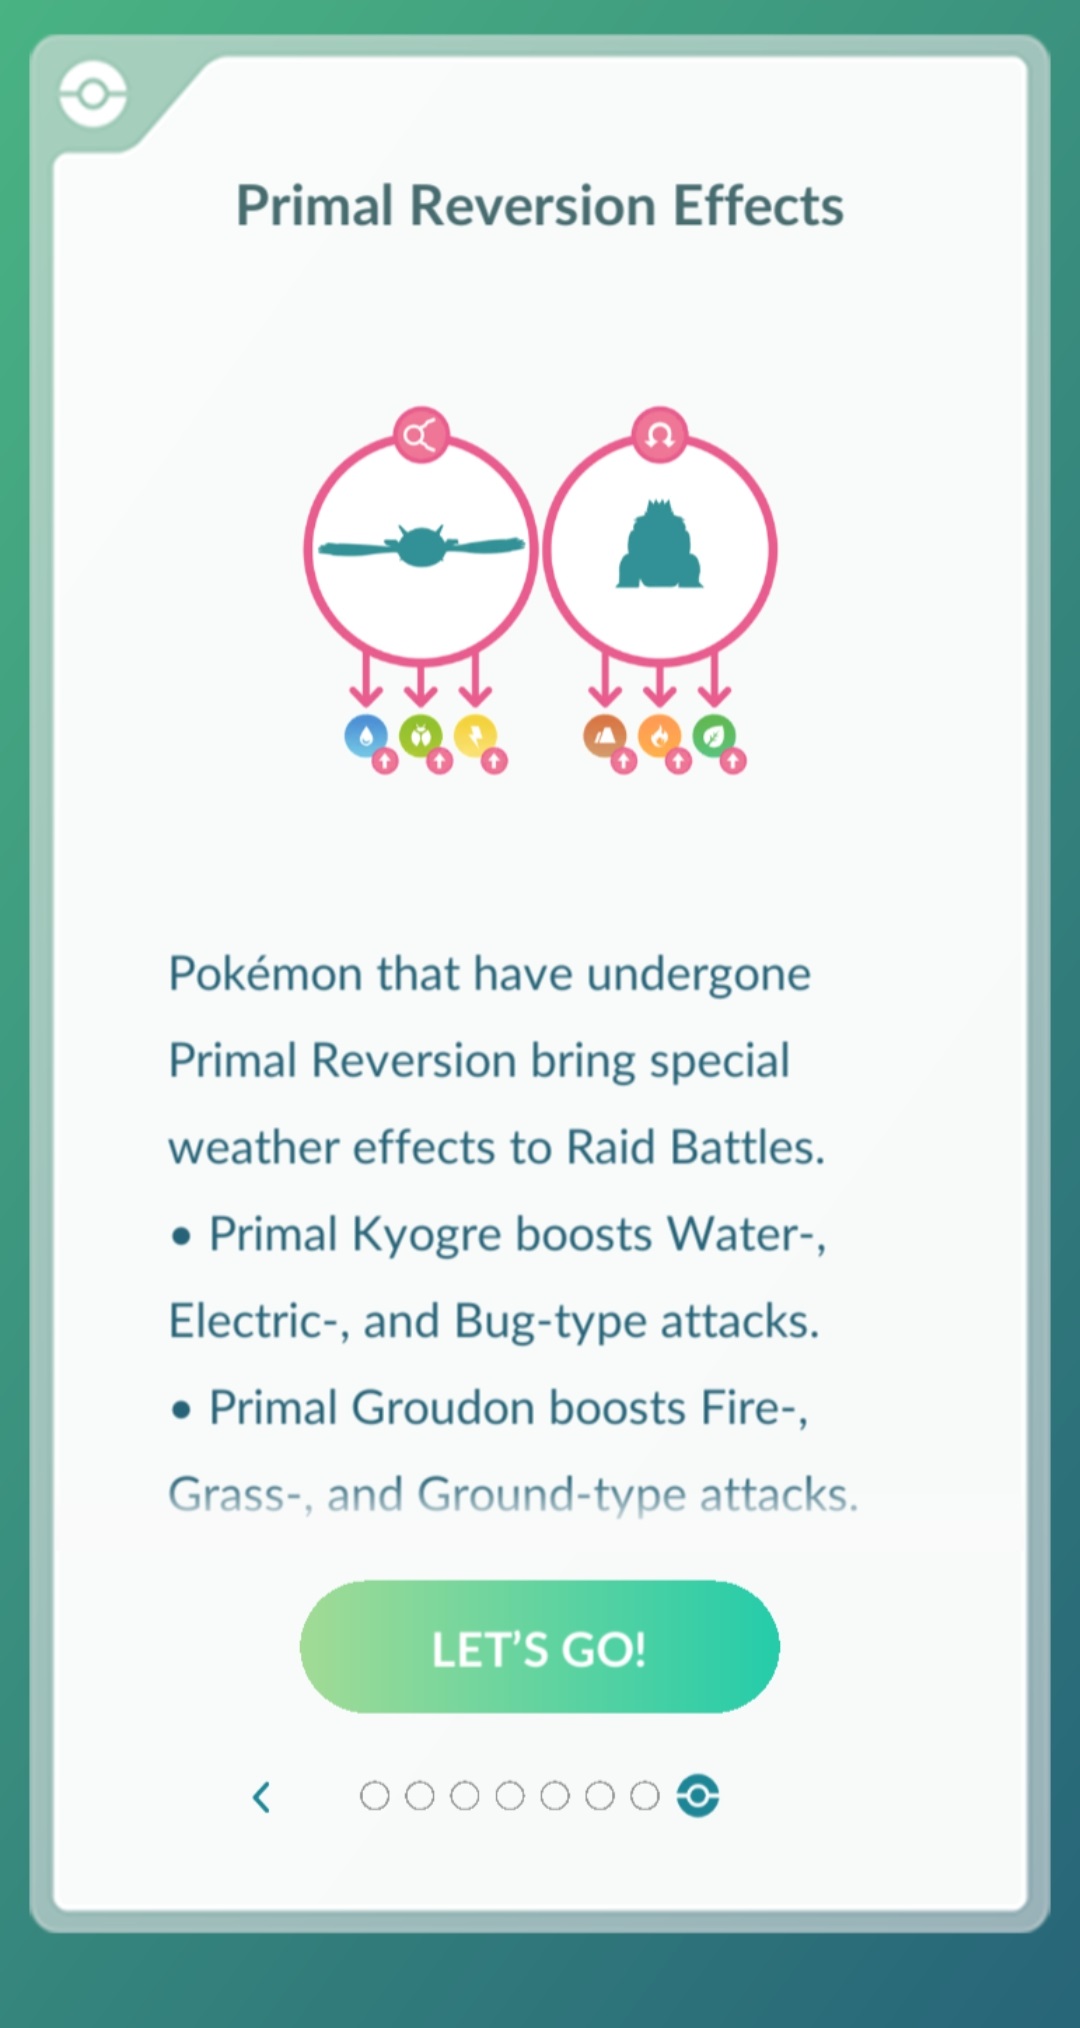 Primal Reversion Effects
Pokémon that have undergone
Primal Reversion bring special
weather effects to Raid Battles.
• Primal Kyogre boosts Water-,
Electric-, and Bug-type attacks.
• Primal Groudon boosts Fire-,
Grass-, and Ground-type attacks.
LET’S GO!